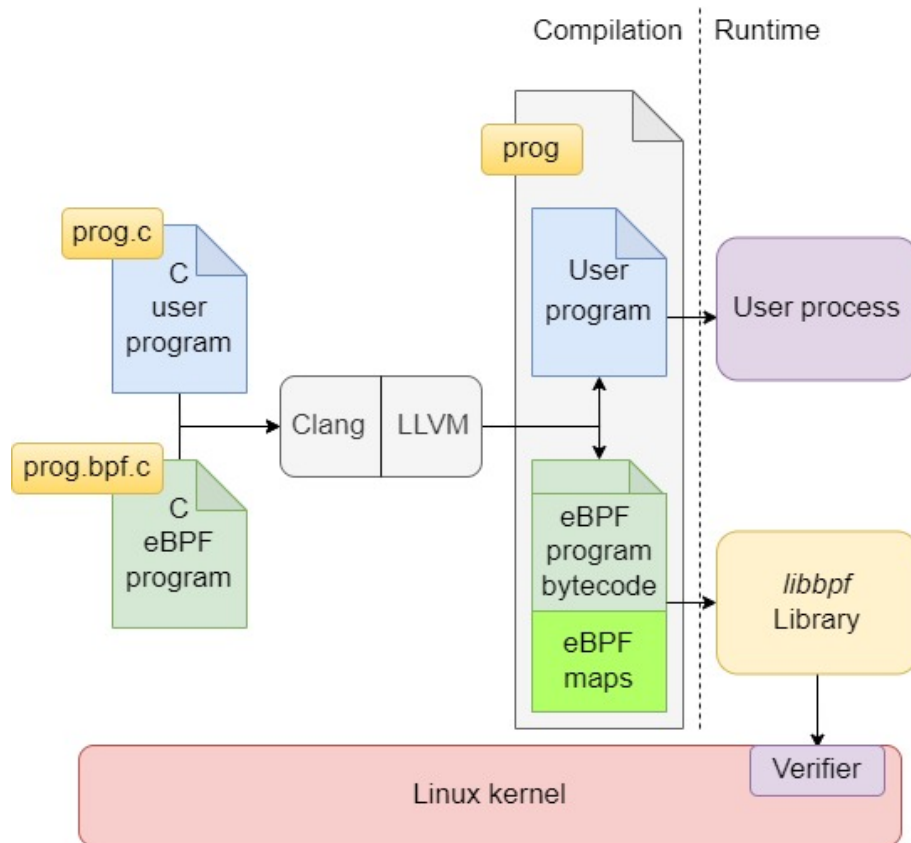 Compilation
Runtime
prog
prog.c
C
user
program
User
program
User process
Clang
LLVM
prog.bpf.c
C
eBPF
program
eBPF
program
bytecode
eBPF
maps
libbpf
Library
Verifier
Linux kernel